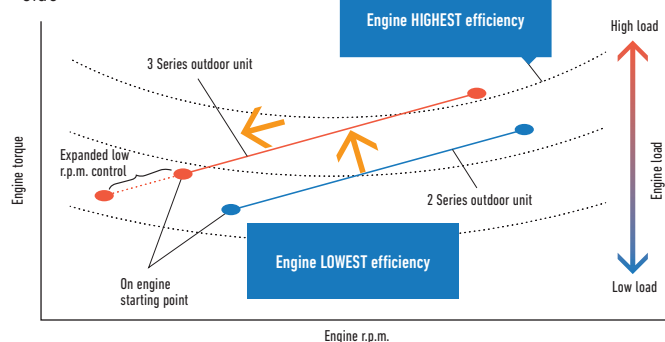 Engine HIGHEST efficiency
High load
3 Series outdoor unit
Expanded low
r.p.m. control
Engine torque
Engine load
2 Series outdoor unit
Engine LOWEST efficiency
On engine
starting point
Low load
Engine r.p.m.